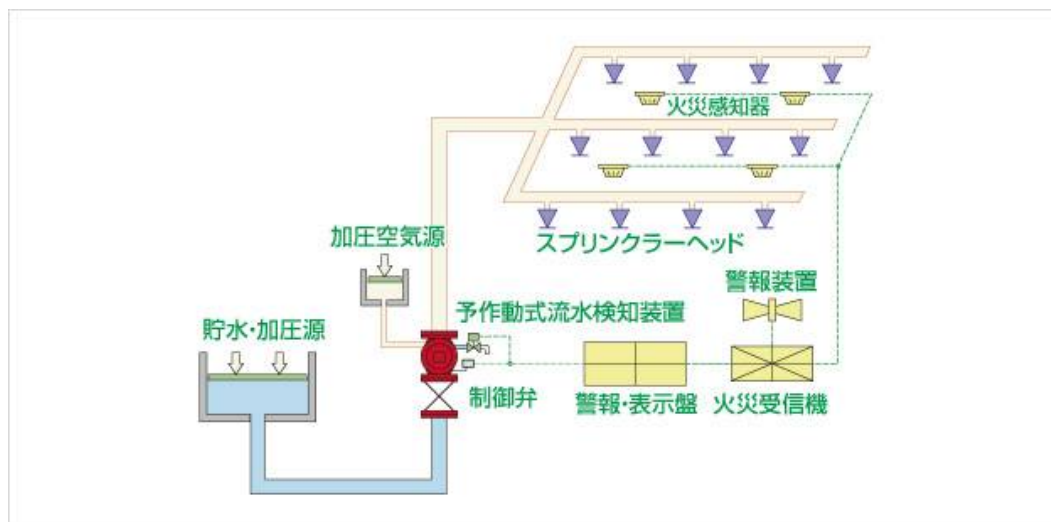 火災感知器
スプリンクラーヘッド
加圧空気源
警報装置
予作動式流水検知装置
貯水・加圧源
制御弁
警報・表示盤
火災受信機